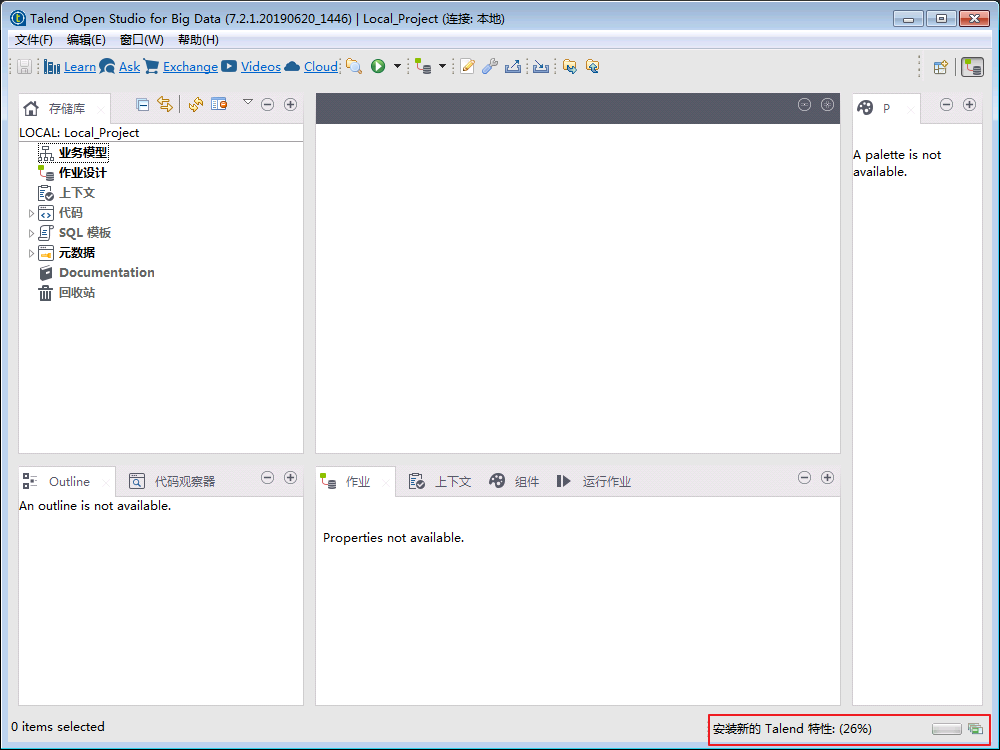 Talend Open Studio for Big Data (7.2.1.20190620_1446) | Local_Project (连接: 本地)
文件(F) 编辑(E) 窗口(W) 帮助(H)
Learn Ask Exchange Videos Cloud
存储库
LOCAL: Local_Project
业务模型
作业设计
上下文
代码
SQL 模板
元数据
Documentation
回收站
P
A palette is not
available.
Outline 代码观察器
An outline is not available.
作业 上下文 组件 运行作业
Properties not available.
0 items selected
安装新的 Talend 特性: (26%)